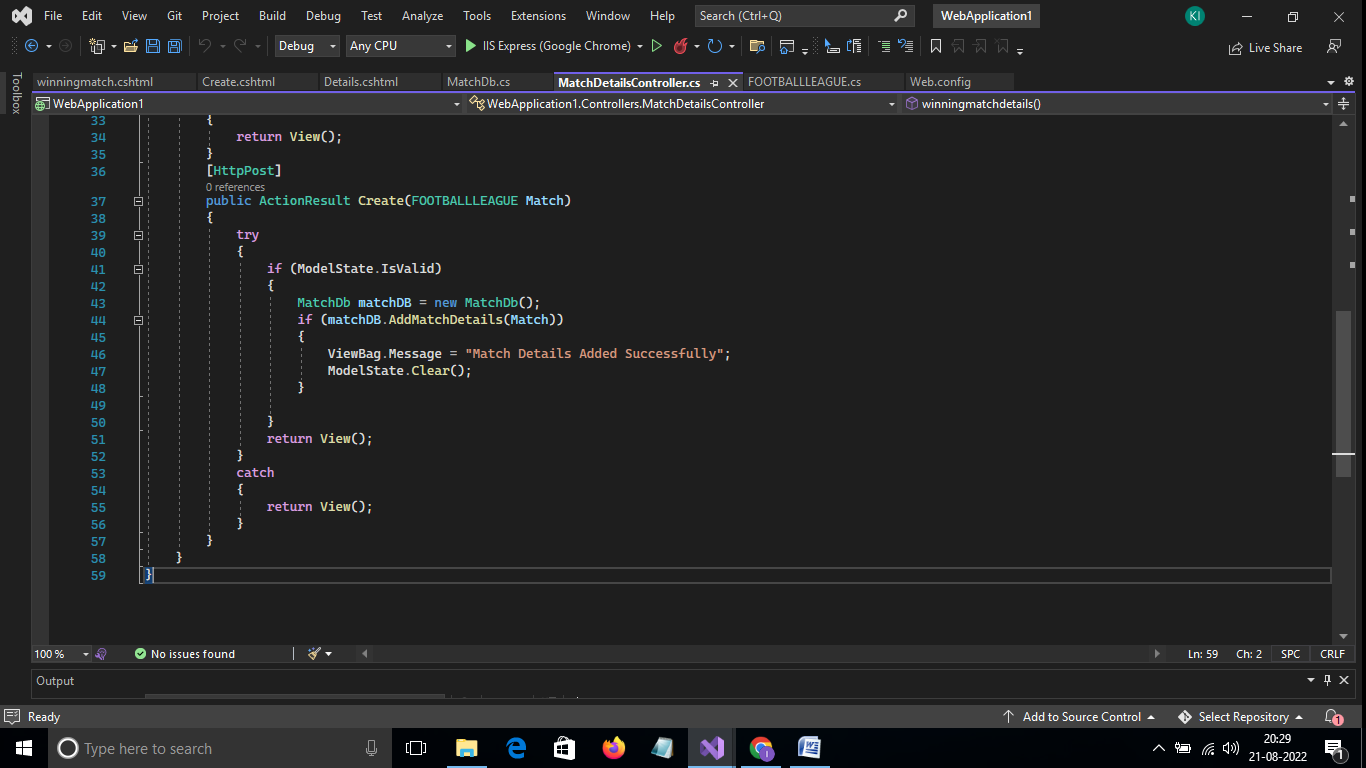 File Edit View Git Project Build Debug Test Analyze Tools Extensions Window Help Search (Ctrl+Q) WebApplication1 KI
Debug Any CPU IIS Express (Google Chrome) Live Share
Toolbox
winningmatch.cshtml Create.cshtml Details.cshtml MatchDb.cs MatchDetailsController.cs FOOTBALLLEAGUE.cs Web.config
WebApplication1 WebApplication1.Controllers.MatchDetailsController winningmatchdetails()
33 {
34 return View();
35 }
36 [HttpPost]
0 references
37 public ActionResult Create(FOOTBALLLEAGUE Match)
38 {
39 try
40 {
41 if (ModelState.IsValid)
42 {
43 MatchDb matchDB = new MatchDb();
44 if (matchDB.AddMatchDetails(Match))
45 {
46 ViewBag.Message = "Match Details Added Successfully";
47 ModelState.Clear();
48 }
49
50 }
51 return View();
52 }
53 catch
54 {
55 return View();
56 }
57 }
58 }
59 }
100 % No issues found Ln: 59 Ch: 2 SPC CRLF
Output
Ready Add to Source Control Select Repository 1
Type here to search 20:29
21-08-2022 1